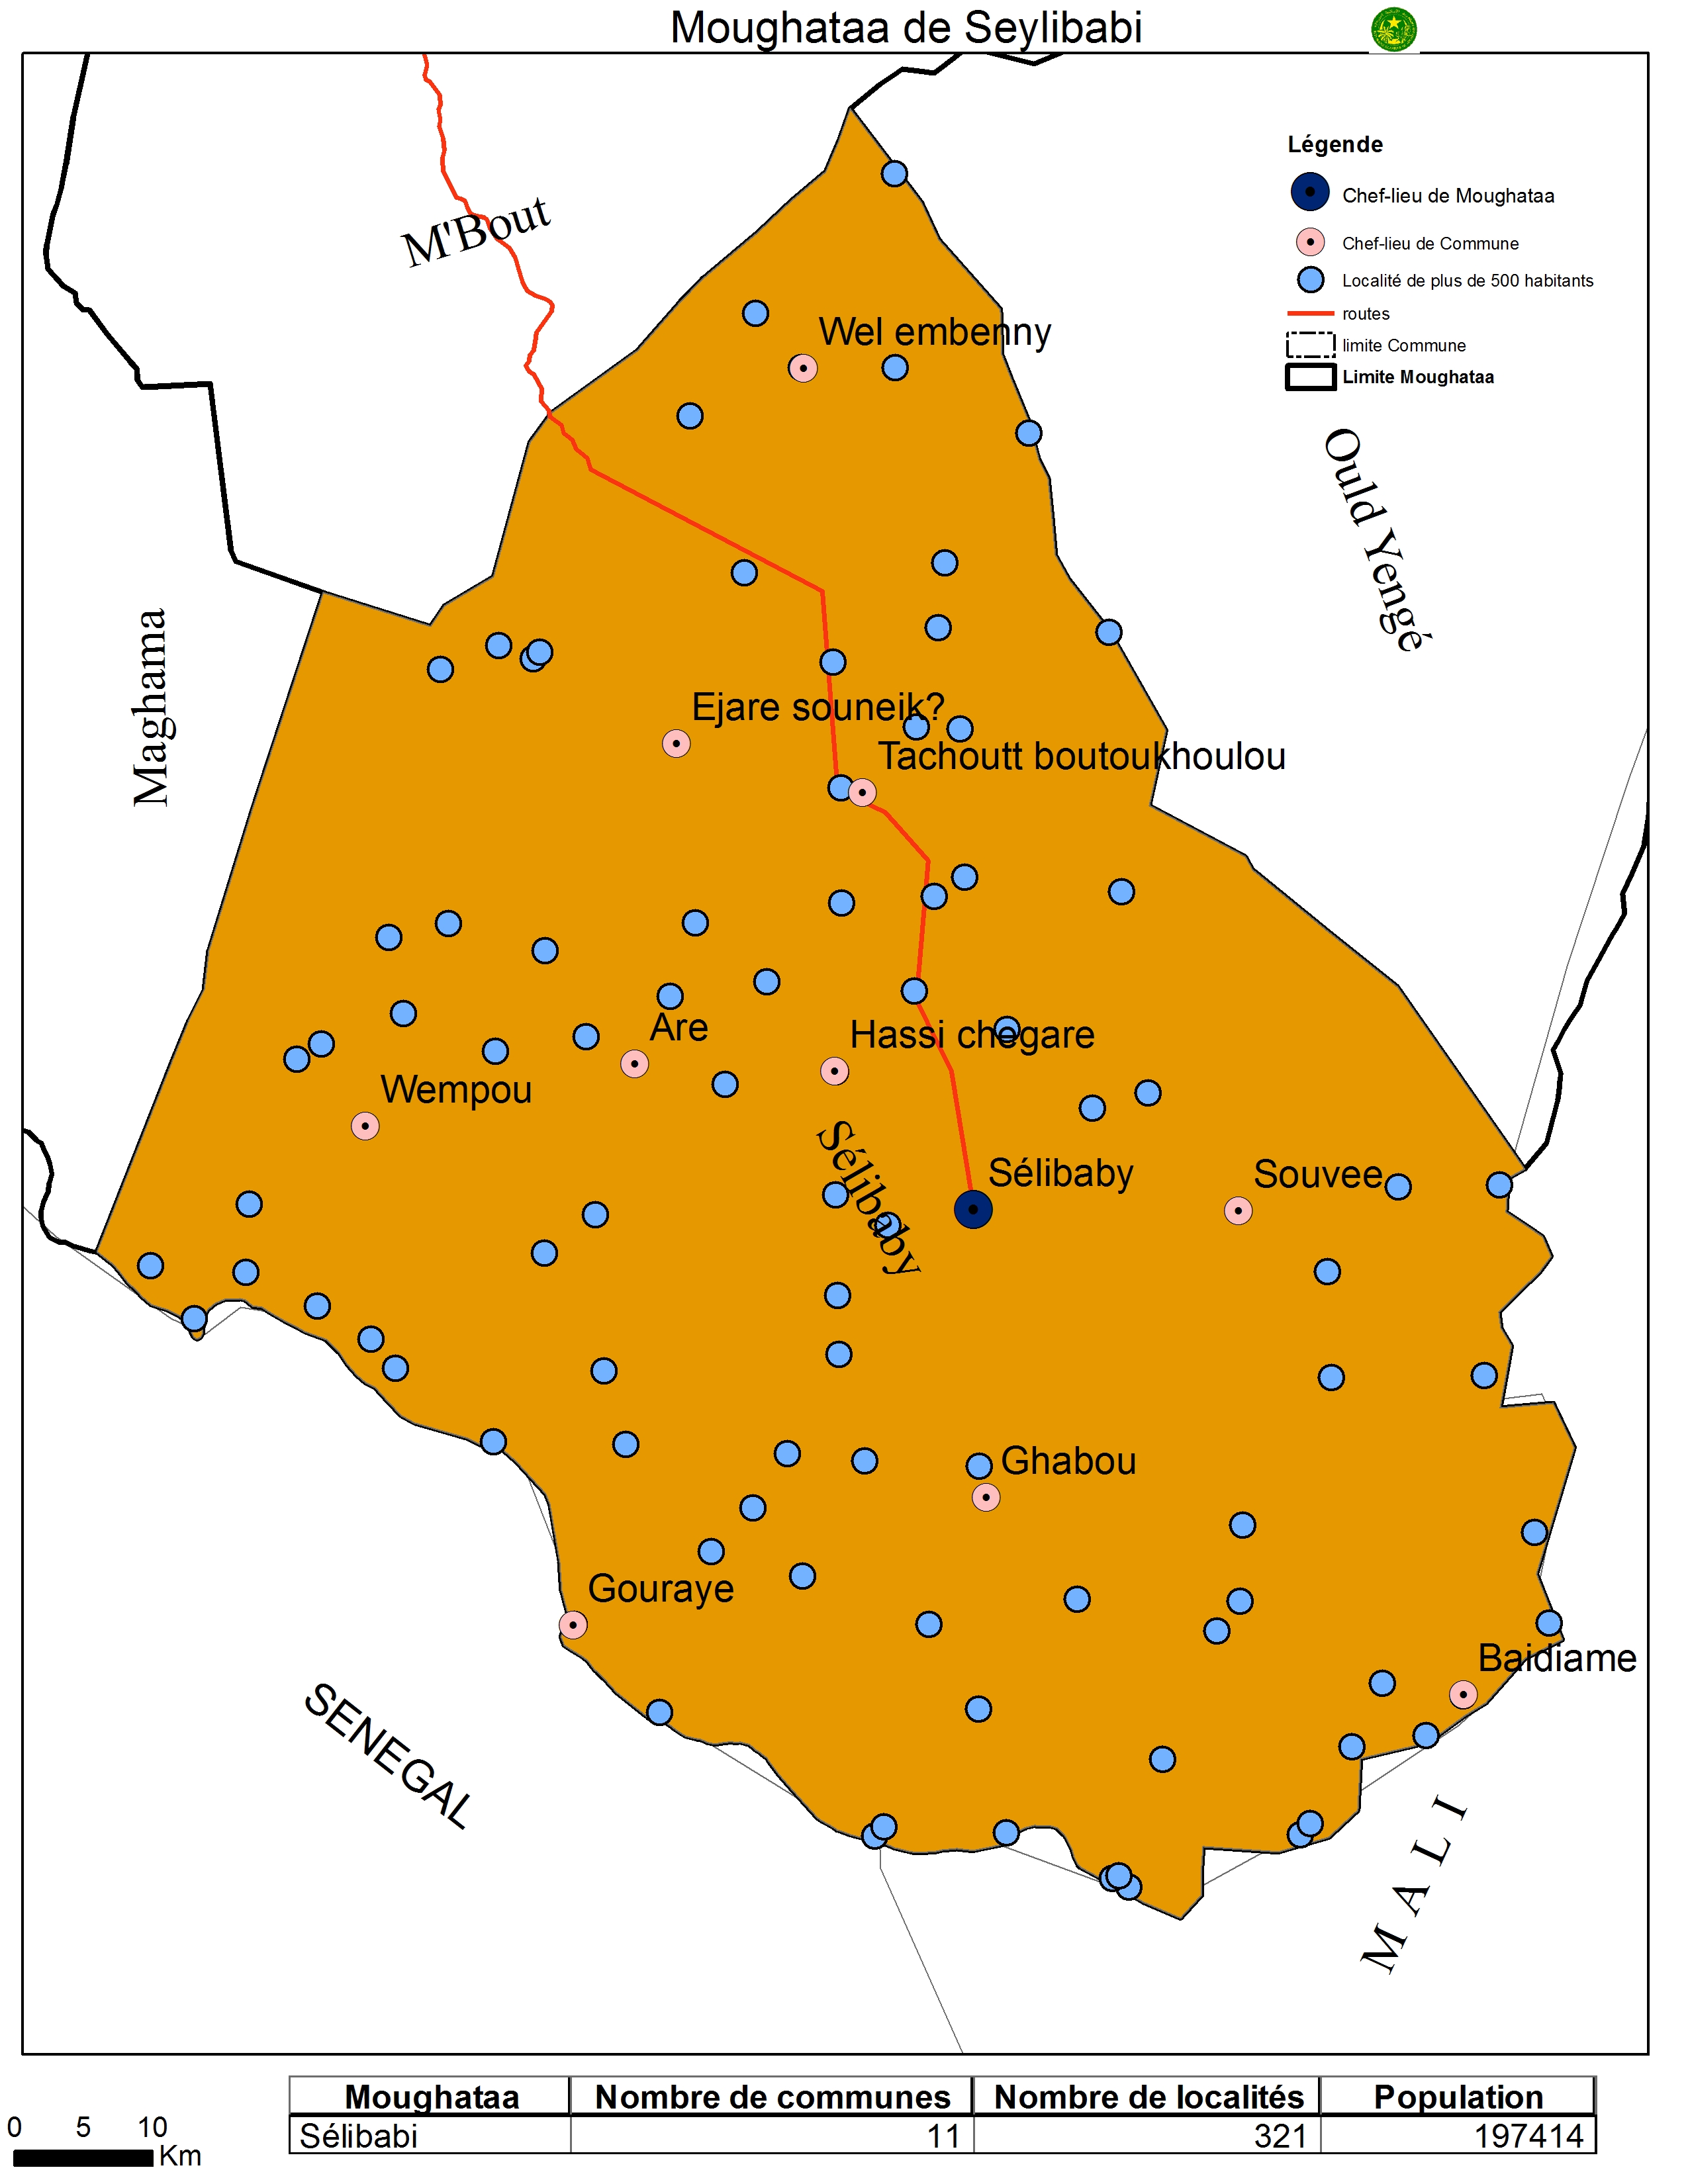 Moughataa de Seylibabi
Légende
Chef-lieu de Moughataa
Chef-lieu de Commune
Localité de plus de 500 habitants
routes
limite Commune
Limite Moughataa
M'Bout
Wel embenny
Ould Yengé
Maghama
Ejare souneik?
Tachoutt boutoukhoulou
Are
Hassi chegare
Wempou
Sélibaby
Sélibaby
Souvee
Ghabou
Gouraye
Baidiame
SENEGAL
MALI
Moughataa Nombre de communes Nombre de localités Population
Sélibabi 11 321 197414
0 5 10
Km